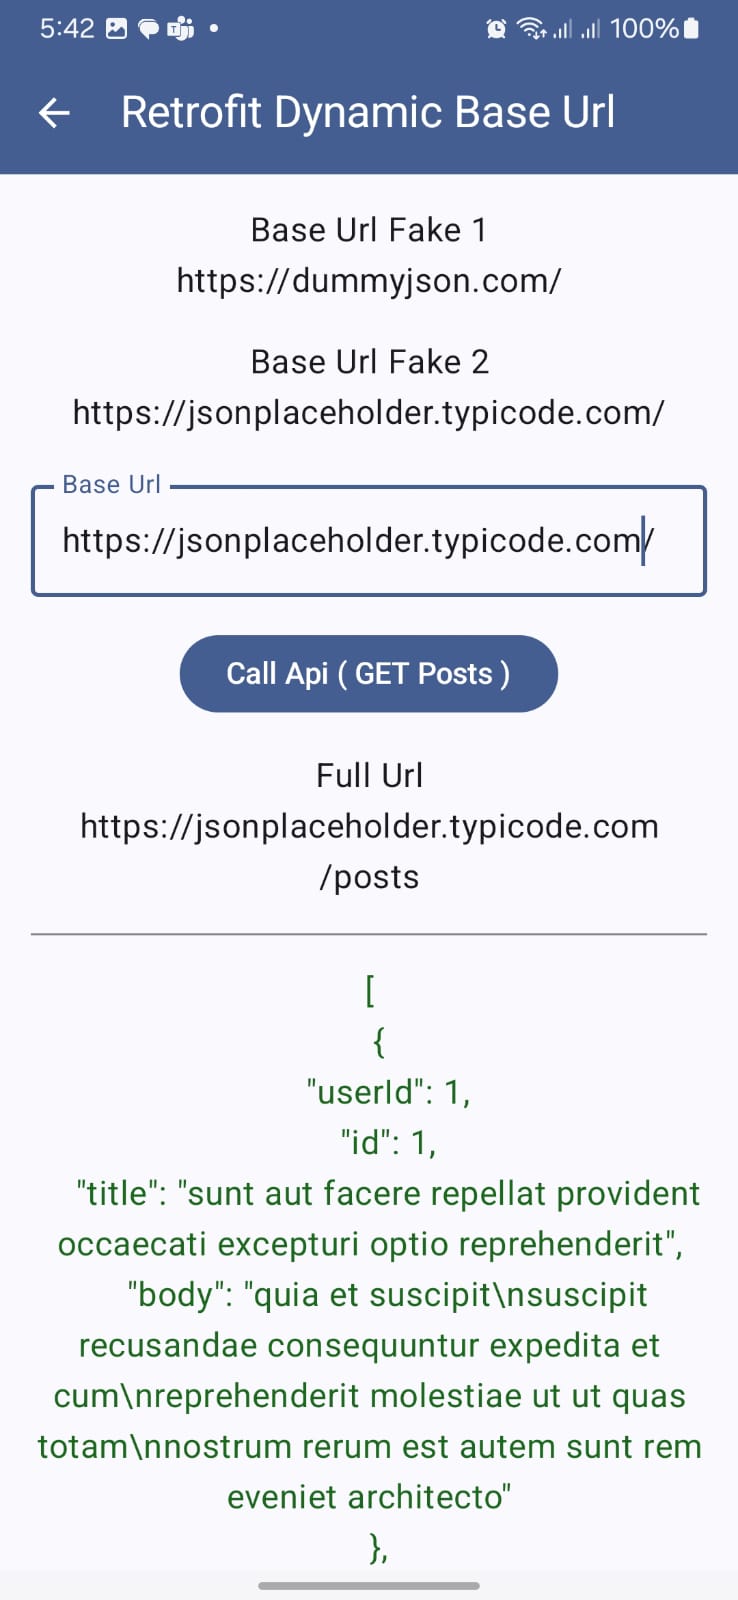 5:42
100%
Retrofit Dynamic Base Url
Base Url Fake 1
https://dummyjson.com/
Base Url Fake 2
https://jsonplaceholder.typicode.com/
Base Url
https://jsonplaceholder.typicode.com/
Call Api ( GET Posts )
Full Url
https://jsonplaceholder.typicode.com
/posts
[
{
"userId": 1,
"id": 1,
"title": "sunt aut facere repellat provident
occaecati excepturi optio reprehenderit",
"body": "quia et suscipit\nsuscipit
recusandae consequuntur expedita et
cum\nreprehenderit molestiae ut ut quas
totam\nnostrum rerum est autem sunt rem
eveniet architecto"
},